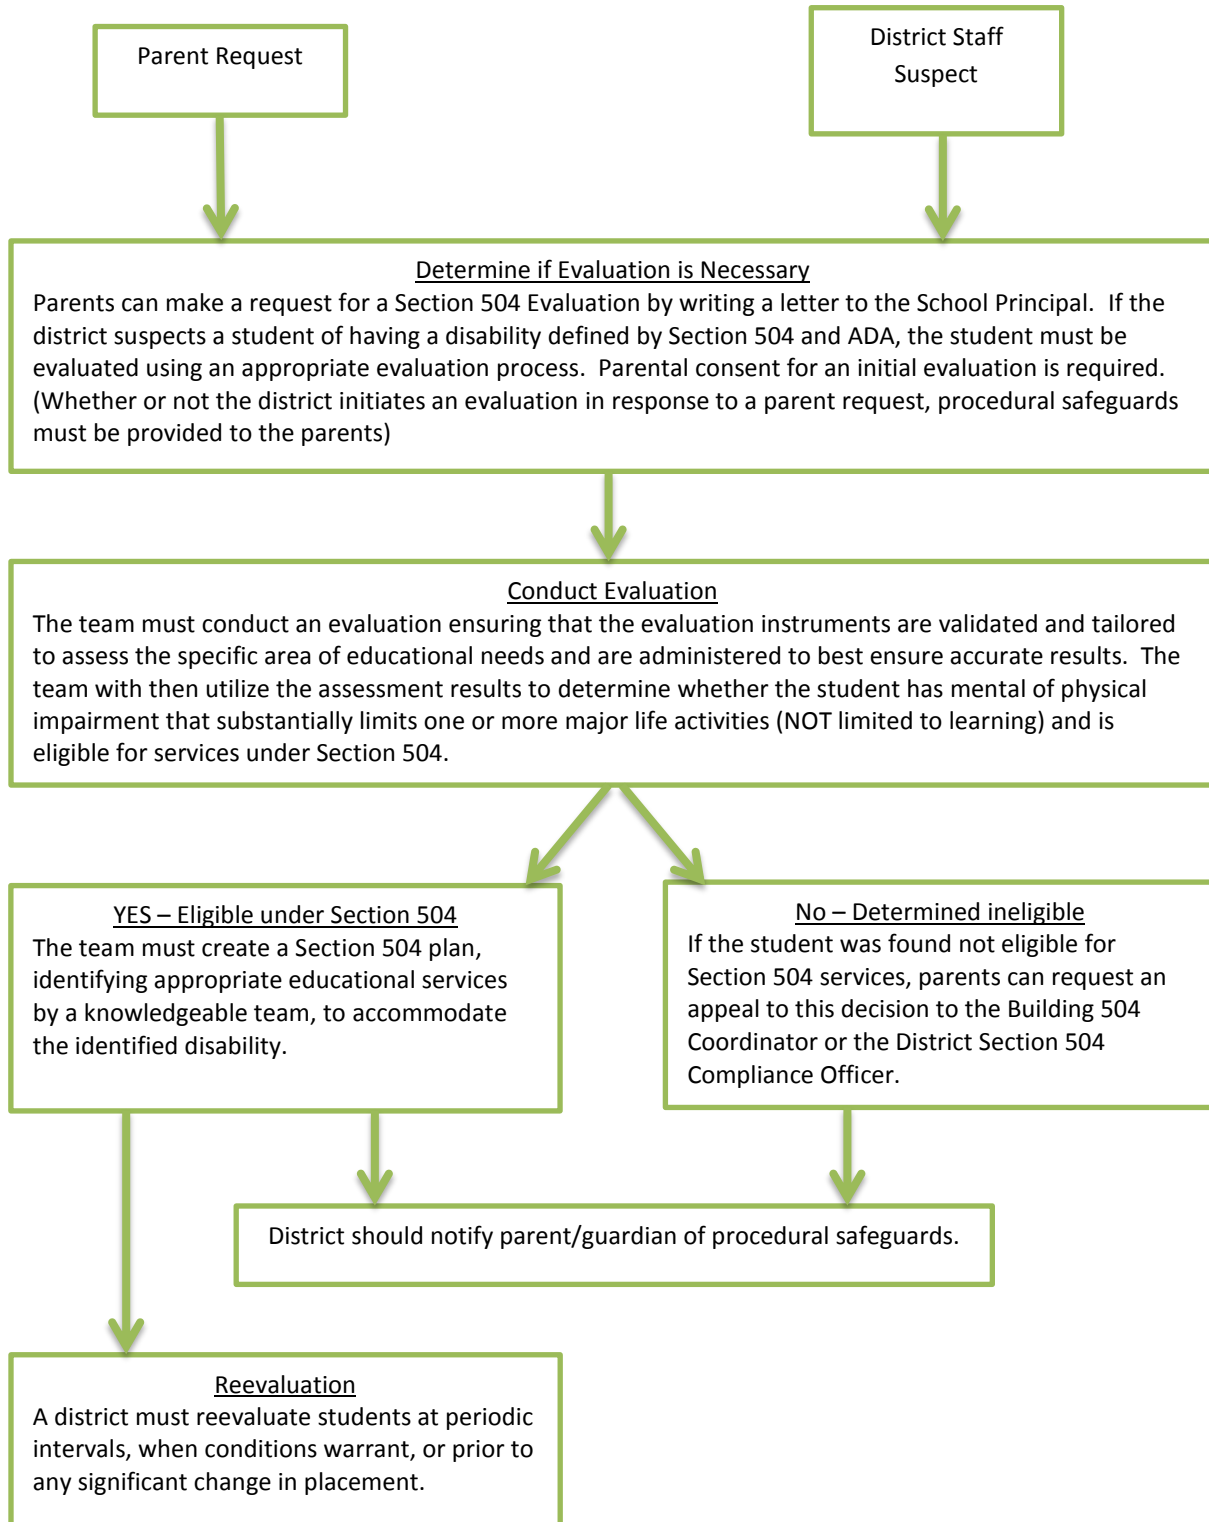 Parent Request
District Staff
Suspect
Determine if Evaluation is Necessary
Parents can make a request for a Section 504 Evaluation by writing a letter to the School Principal.  If the
district suspects a student of having a disability defined by Section 504 and ADA, the student must be
evaluated using an appropriate evaluation process.  Parental consent for an initial evaluation is required.
(Whether or not the district initiates an evaluation in response to a parent request, procedural safeguards
must be provided to the parents)
Conduct Evaluation
The team must conduct an evaluation ensuring that the evaluation instruments are validated and tailored
to assess the specific area of educational needs and are administered to best ensure accurate results.  The
team with then utilize the assessment results to determine whether the student has mental of physical
impairment that substantially limits one or more major life activities (NOT limited to learning) and is
eligible for services under Section 504.
YES – Eligible under Section 504
The team must create a Section 504 plan,
identifying appropriate educational services
by a knowledgeable team, to accommodate
the identified disability.
No – Determined ineligible
If the student was found not eligible for
Section 504 services, parents can request an
appeal to this decision to the Building 504
Coordinator or the District Section 504
Compliance Officer.
District should notify parent/guardian of procedural safeguards.
Reevaluation
A district must reevaluate students at periodic
intervals, when conditions warrant, or prior to
any significant change in placement.